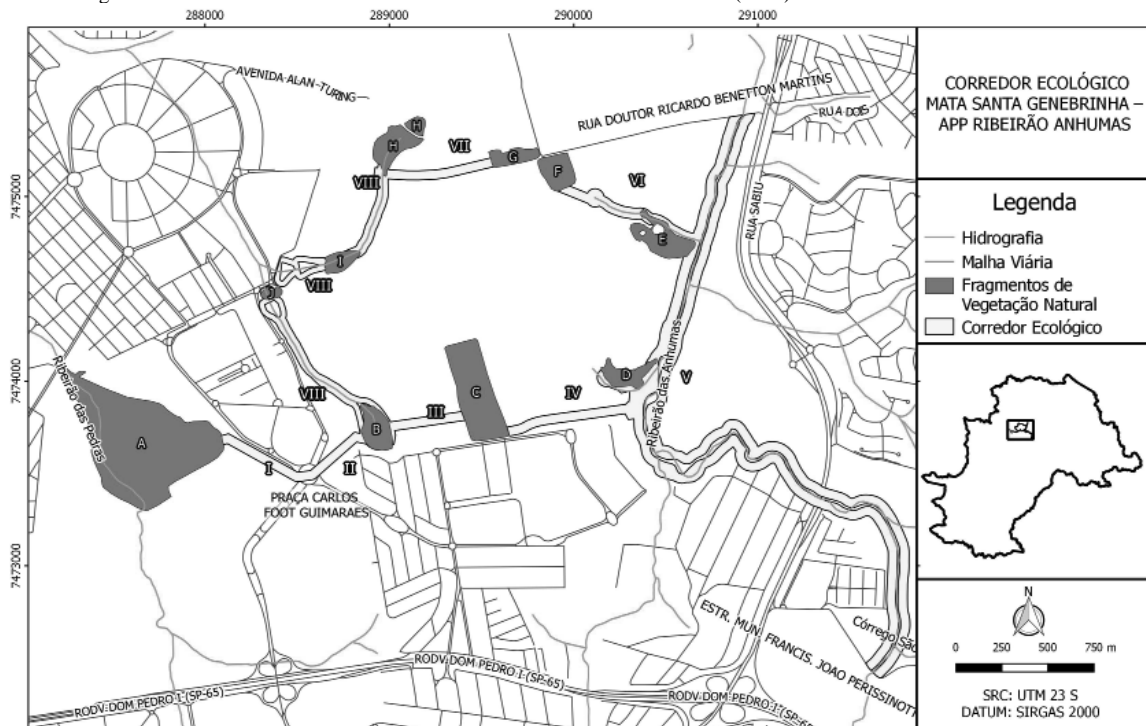 288000
289000
290000
291000
7475000
7474000
7473000
AVENIDA ALAN TURING
RUA DOUTOR RICARDO BENETTON MARTINS
RUA DOIS
RUA SABIU
H
H
VII
G
F
VIII
VI
E
I
VIII
J
Ribeirão das Pedras
Ribeirão das Anhumas
D
V
C
IV
VIII
III
B
A
I
II
PRAÇA CARLOS
FOOT GUIMARAES
ESTR. MUN. FRANCIS. JOAO PERISSINOTT
Córrego São
RODV DOM PEDRO I (SP-65)
RODV DOM PEDRO I (SP-65)
RODV DOM PEDRO I (SP-65)
CORREDOR ECOLÓGICO
MATA SANTA GENEBRINHA –
APP RIBEIRÃO ANHUMAS
Legenda
Hidrografia
Malha Viária
Fragmentos de
Vegetação Natural
Corredor Ecológico
N
0 250 500 750 m
SRC: UTM 23 S
DATUM: SIRGAS 2000